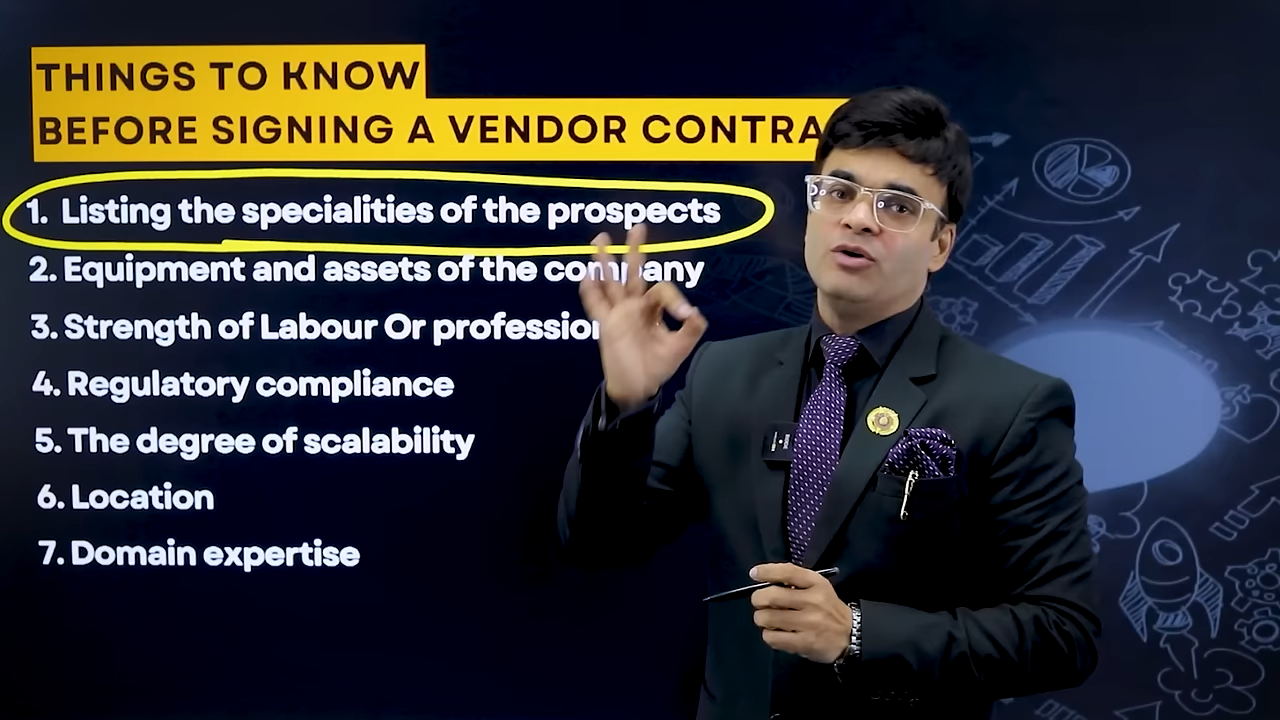 THINGS TO KNOW
BEFORE SIGNING A VENDOR
1. Listing the specialities of the prospects
2. Equipment and assets of the company
3. Strength of Labour Or
4. Regulatory compliance
5. The degree of scalability
6. Location
7. Domain expertise